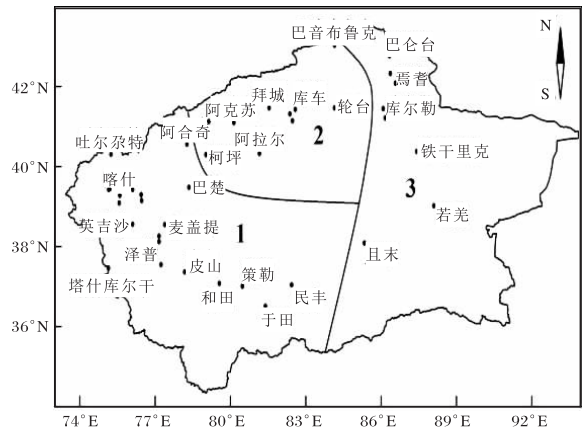 巴音布鲁克
巴仑台
N
焉耆
S
42°N
拜城
库车
轮台
库尔勒
阿克苏
2
阿合奇
阿拉尔
吐尔尕特
柯坪
铁干里克
40°N
喀什
巴楚
3
若羌
英吉沙
麦盖提
1
38°N
泽普
且末
皮山
策勒
塔什库尔干
和田
民丰
于田
36°N
74°E 77°E 80°E 83°E 86°E 89°E 92°E